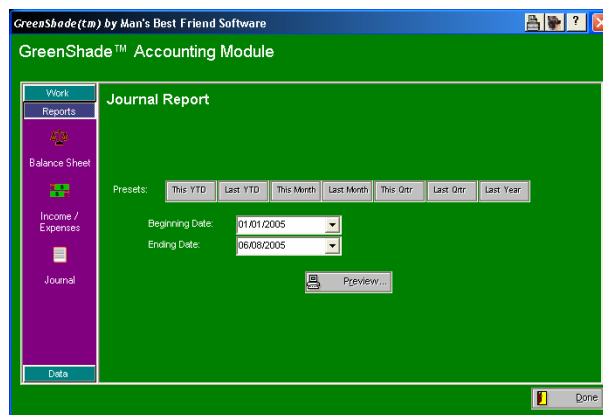 GreenShade(tm) by Man's Best Friend Software
?
GreenShade™ Accounting Module
Work
Reports
Balance Sheet
Income /
Expenses
Journal
Data
Journal Report
Presets: This YTD Last YTD This Month Last Month This Qrtr Last Qrtr Last Year
Beginning Date: 01/01/2005
Ending Date: 06/08/2005
Preview...
Done